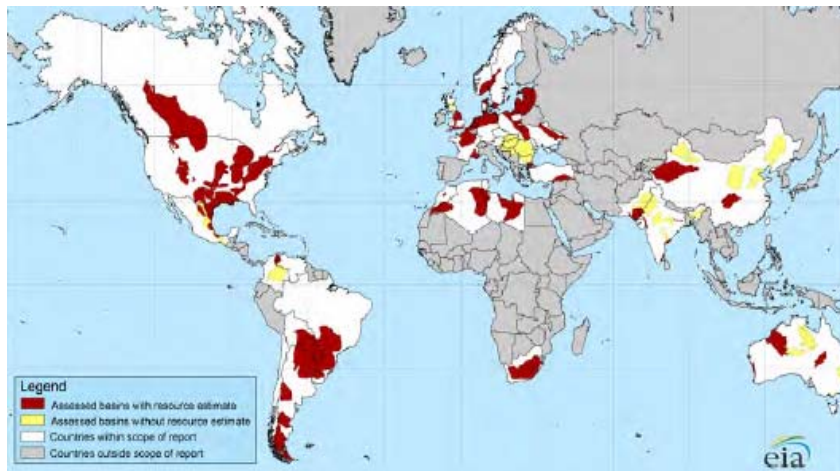 Legend
Assessed basins with resource estimate
Assessed basins without resource estimate
Countries within scope of report
Countries outside scope of report
eia